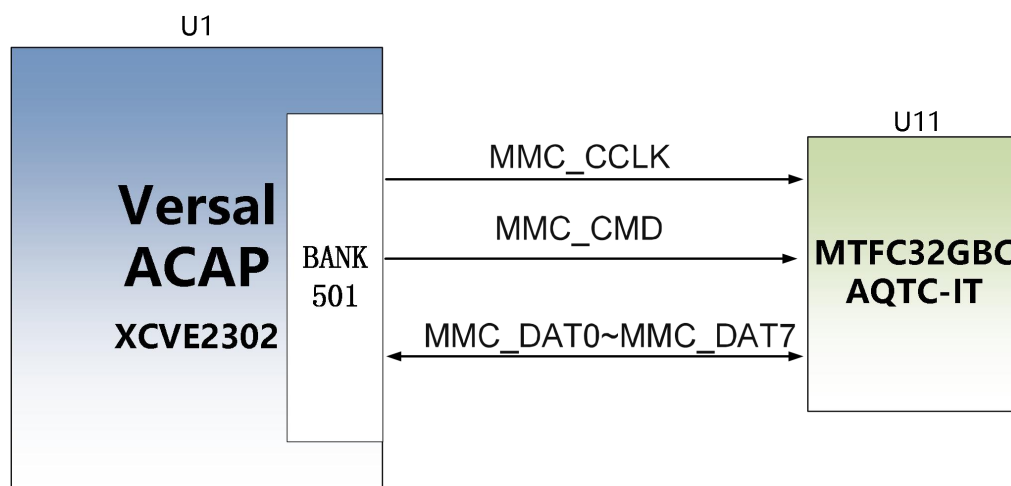 U1
U11
Versal
ACAP
XCVE2302
BANK
501
MMC_CCLK
MMC_CMD
MMC_DAT0~MMC_DAT7
MTFC32GBC
AQTC-IT